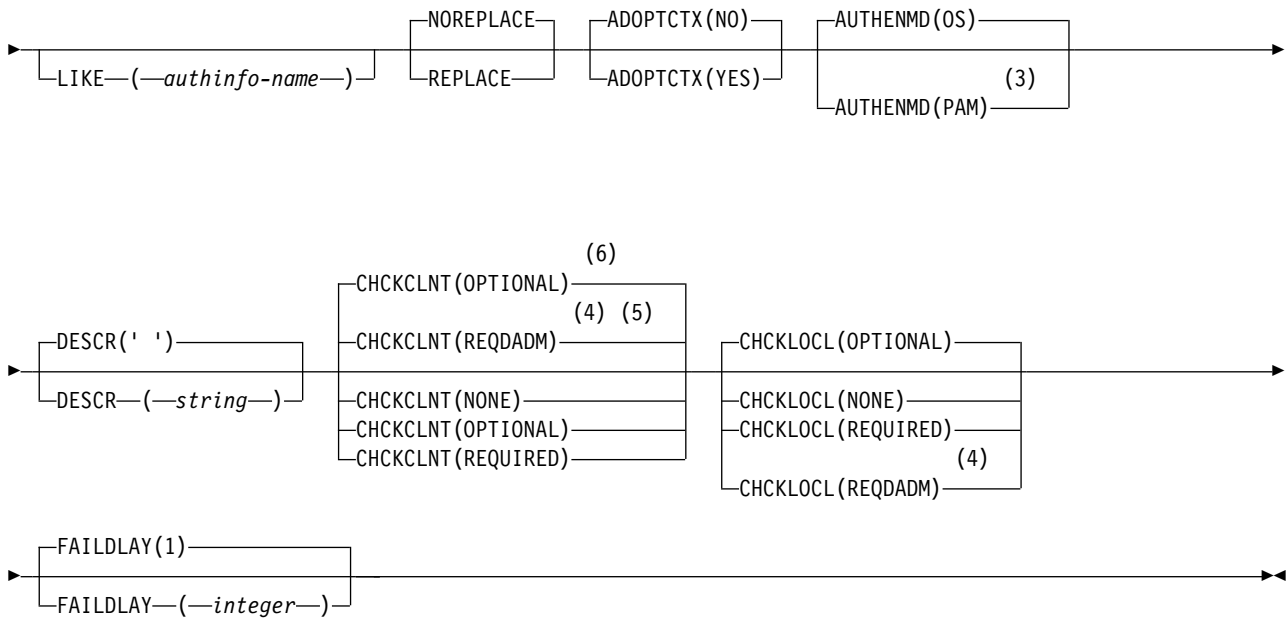 NOREPLACE ADOPTCTX(NO) AUTHENMD(OS)
LIKE ( authinfo-name ) REPLACE ADOPTCTX(YES) (3)
AUTHENMD(PAM)
(6)
CHCKCLNT(OPTIONAL)
(4) (5)
DESCR(' ') CHCKCLNT(REQDADM) CHCKLOCL(OPTIONAL)
DESCR ( string ) CHCKCLNT(NONE) CHCKLOCL(NONE)
CHCKCLNT(OPTIONAL) CHCKLOCL(REQUIRED)
CHCKCLNT(REQUIRED) (4)
CHCKLOCL(REQDADM)
FAILDLAY(1)
FAILDLAY ( integer )